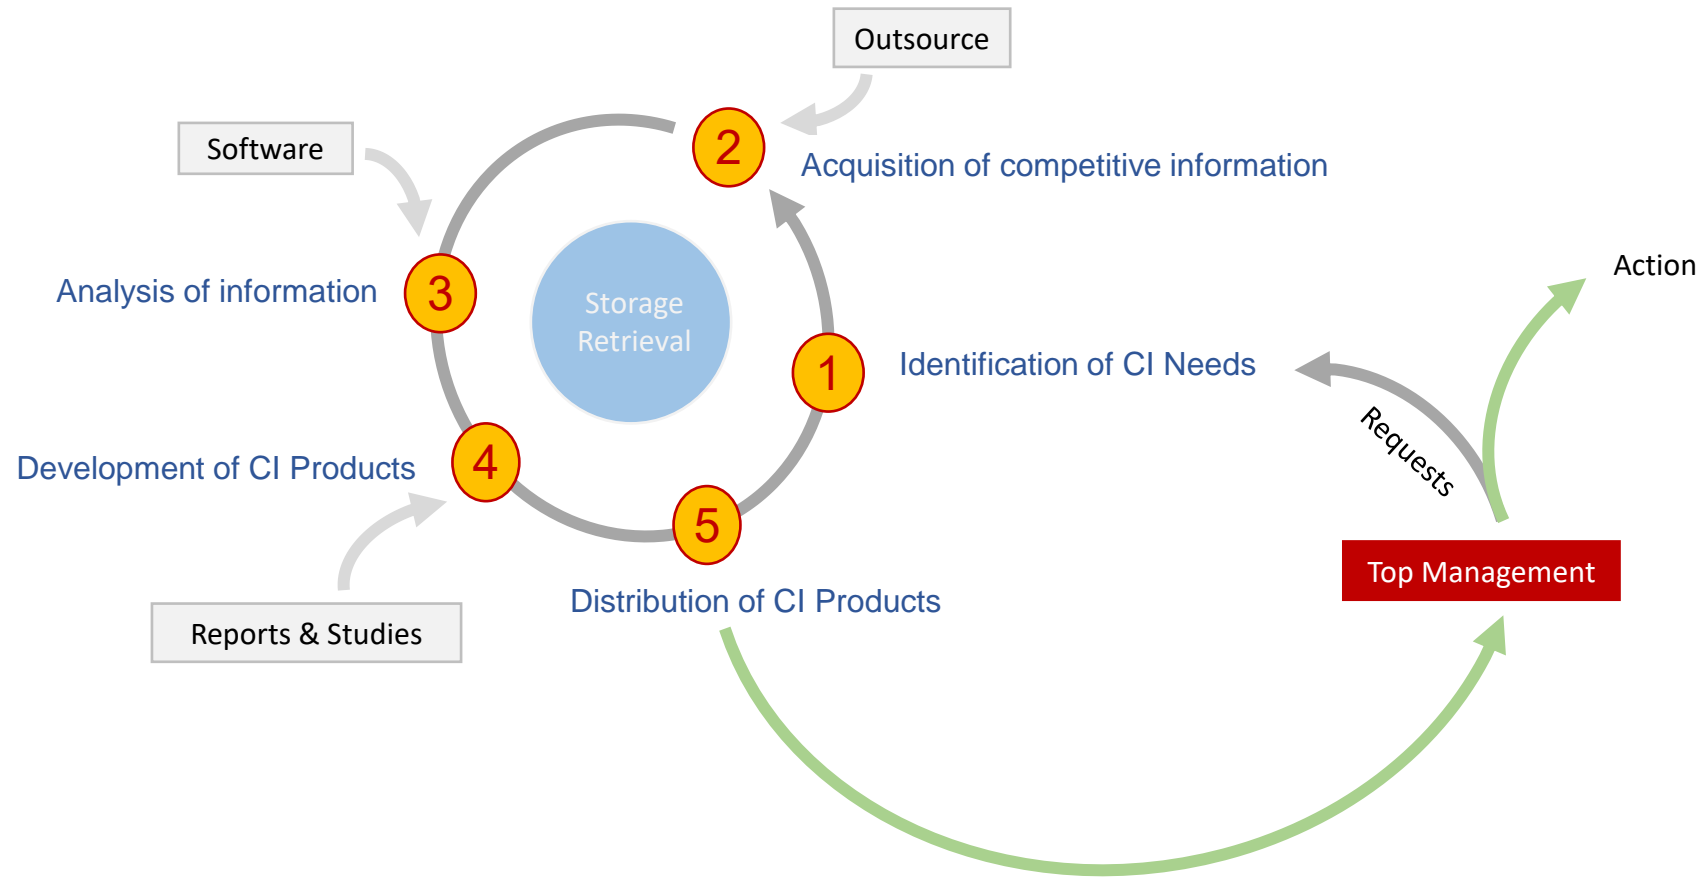 Outsource
2
Acquisition of competitive information
Software
3
Analysis of information
Storage
Retrieval
1
Identification of CI Needs
Action
Requests
4
Development of CI Products
5
Distribution of CI Products
Top Management
Reports & Studies